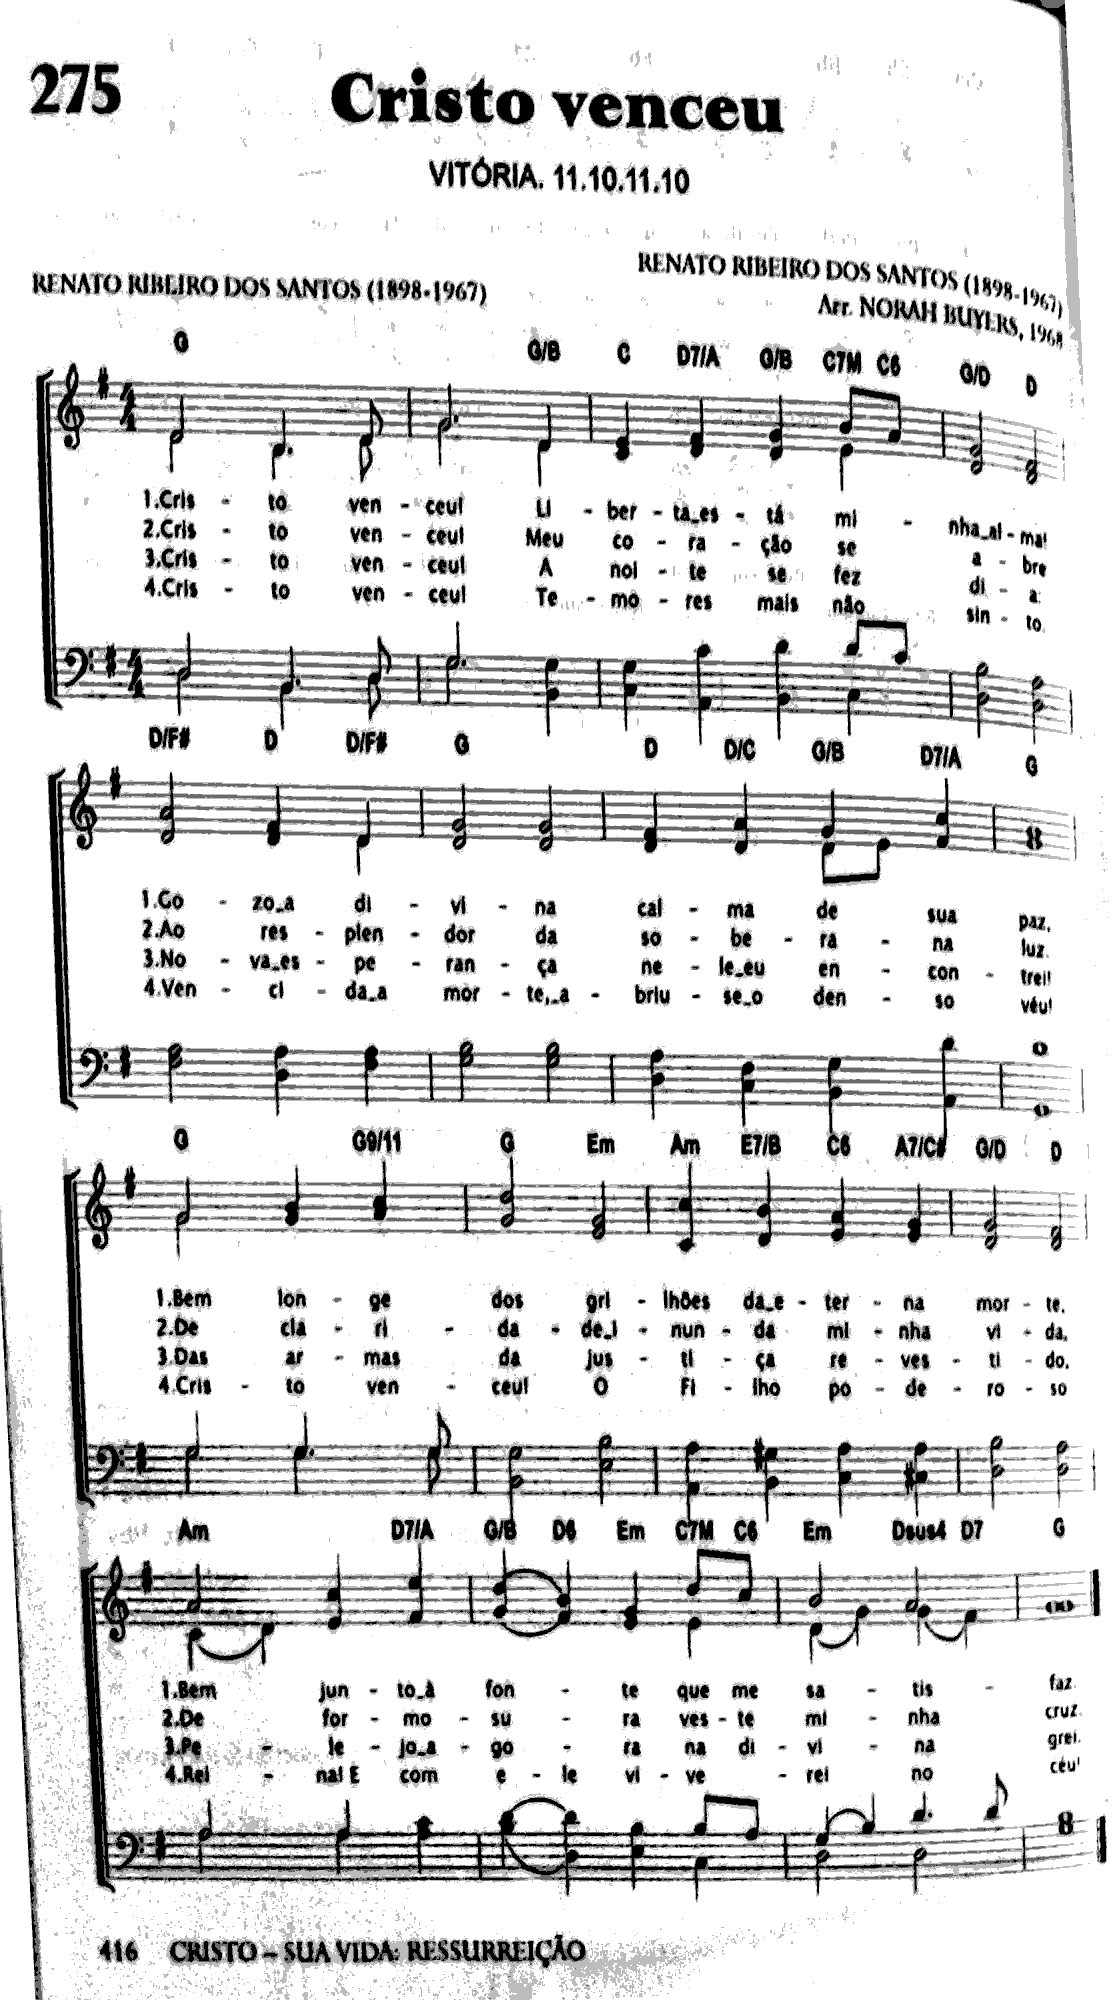 275
Cristo venceu
VITÓRIA. 11.10.11.10
RENATO RIBEIRO DOS SANTOS (1898-1967)
RENATO RIBEIRO DOS SANTOS (1898-1967)
Arr. NORAH BUYERS, 1968
G G/B C D7/A G/B C7M C6 G/D D
1.Cris - to ven - ceu! Li - ber - ta_es - tá mi - nha_al - ma!
2.Cris - to ven - ceu! Meu co - ra - ção se a - bre
3.Cris - to ven - ceu! A noi - te se fez di - a:
4.Cris - to ven - ceu! Te - mo - res mais não sin - to.
D/F# D D/F# G D D/C G/B D7/A G
1.Go - zo_a di - vi - na cal - ma de sua paz,
2.Ao res - plen - dor da so - be - ra - na luz.
3.No - va_es - pe - ran - ça ne - le_eu en - con - trei!
4.Ven - ci - da_a mor - te,_a - briu - se_o den - so véu!
G G9/11 G Em Am E7/B C6 A7/C# G/D D
1.Bem lon - ge dos gri - lhões da_e - ter - na mor - te,
2.De cla - ri - da - de_i - nun - da mi - nha vi - da,
3.Das ar - mas da jus - ti - ça re - ves - ti - do,
4.Cris - to ven - ceu! O Fi - lho po - de - ro - so
Am D7/A G/B D6 Em C7M C6 Em Dsus4 D7 G
1.Bem jun - to_à fon - te que me sa - tis - faz.
2.De for - mo - su - ra ves - te mi - nha cruz.
3.Pe - le - jo_a - go - ra na di - vi - na grei.
4.Rei - na! E com e - le vi - ve - rei no céu!
416 CRISTO – SUA VIDA: RESSURREIÇÃO